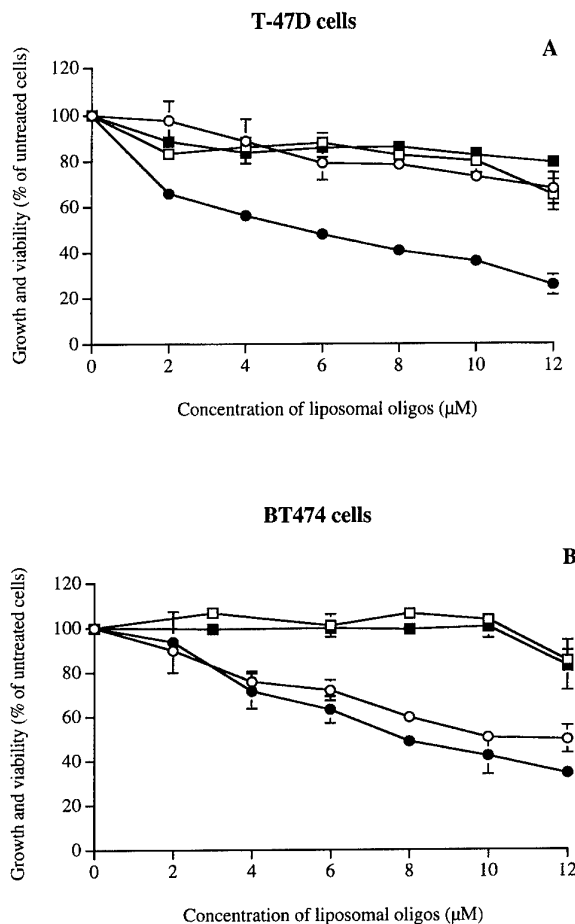 T-47D cells
A
Growth and viability (% of untreated cells)
120
100
80
60
40
20
0
0 2 4 6 8 10 12
Concentration of liposomal oligos (µM)
BT474 cells
B
Growth and viability (% of untreated cells)
120
100
80
60
40
20
0
0 2 4 6 8 10 12
Concentration of liposomal oligos (µM)